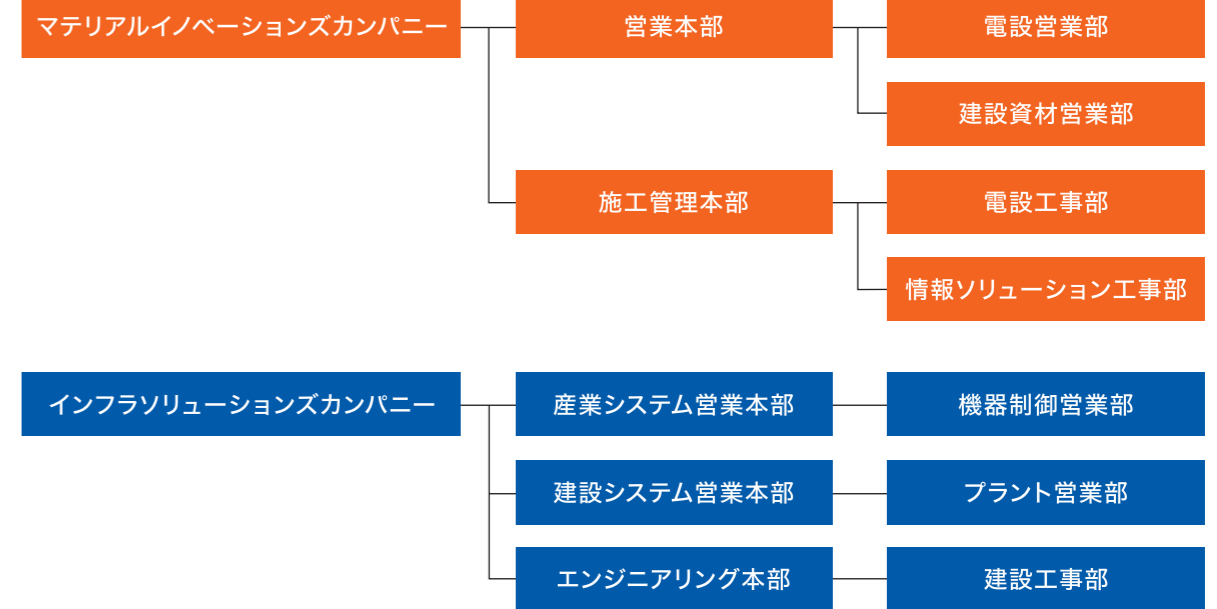 マテリアルイノベーションズカンパニー
営業本部
電設営業部
建設資材営業部
施工管理本部
電設工事部
情報ソリューション工事部
インフラソリューションズカンパニー
産業システム営業本部
機器制御営業部
建設システム営業本部
プラント営業部
エンジニアリング本部
建設工事部